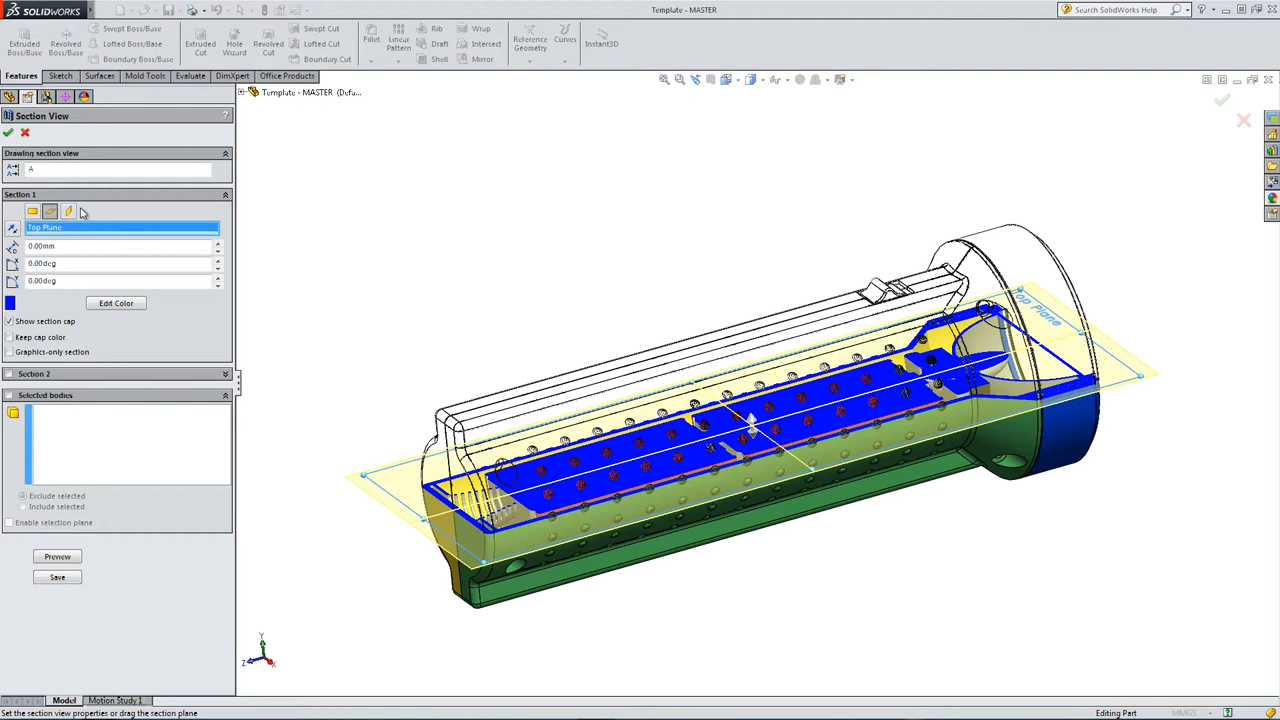 SOLIDWORKS
Template - MASTER
Search SolidWorks Help
Extruded Boss/Base
Revolved Boss/Base
Swept Boss/Base
Lofted Boss/Base
Boundary Boss/Base
Extruded Cut
Hole Wizard
Revolved Cut
Swept Cut
Lofted Cut
Boundary Cut
Fillet
Linear Pattern
Rib
Draft
Shell
Wrap
Intersect
Mirror
Reference Geometry
Curves
Instant3D
Features
Sketch
Surfaces
Mold Tools
Evaluate
DimXpert
Office Products
Template - MASTER (Defau...
Section View
?
Drawing section view
A
Section 1
Top Plane
0.00mm
0.00deg
0.00deg
Edit Color
Show section cap
Keep cap color
Graphics-only section
Section 2
Selected bodies
Exclude selected
Include selected
Enable selection plane
Preview
Save
Top Plane
Y
Z
X
Model
Motion Study 1
Set the section view properties or drag the section plane
Editing Part
MMGS